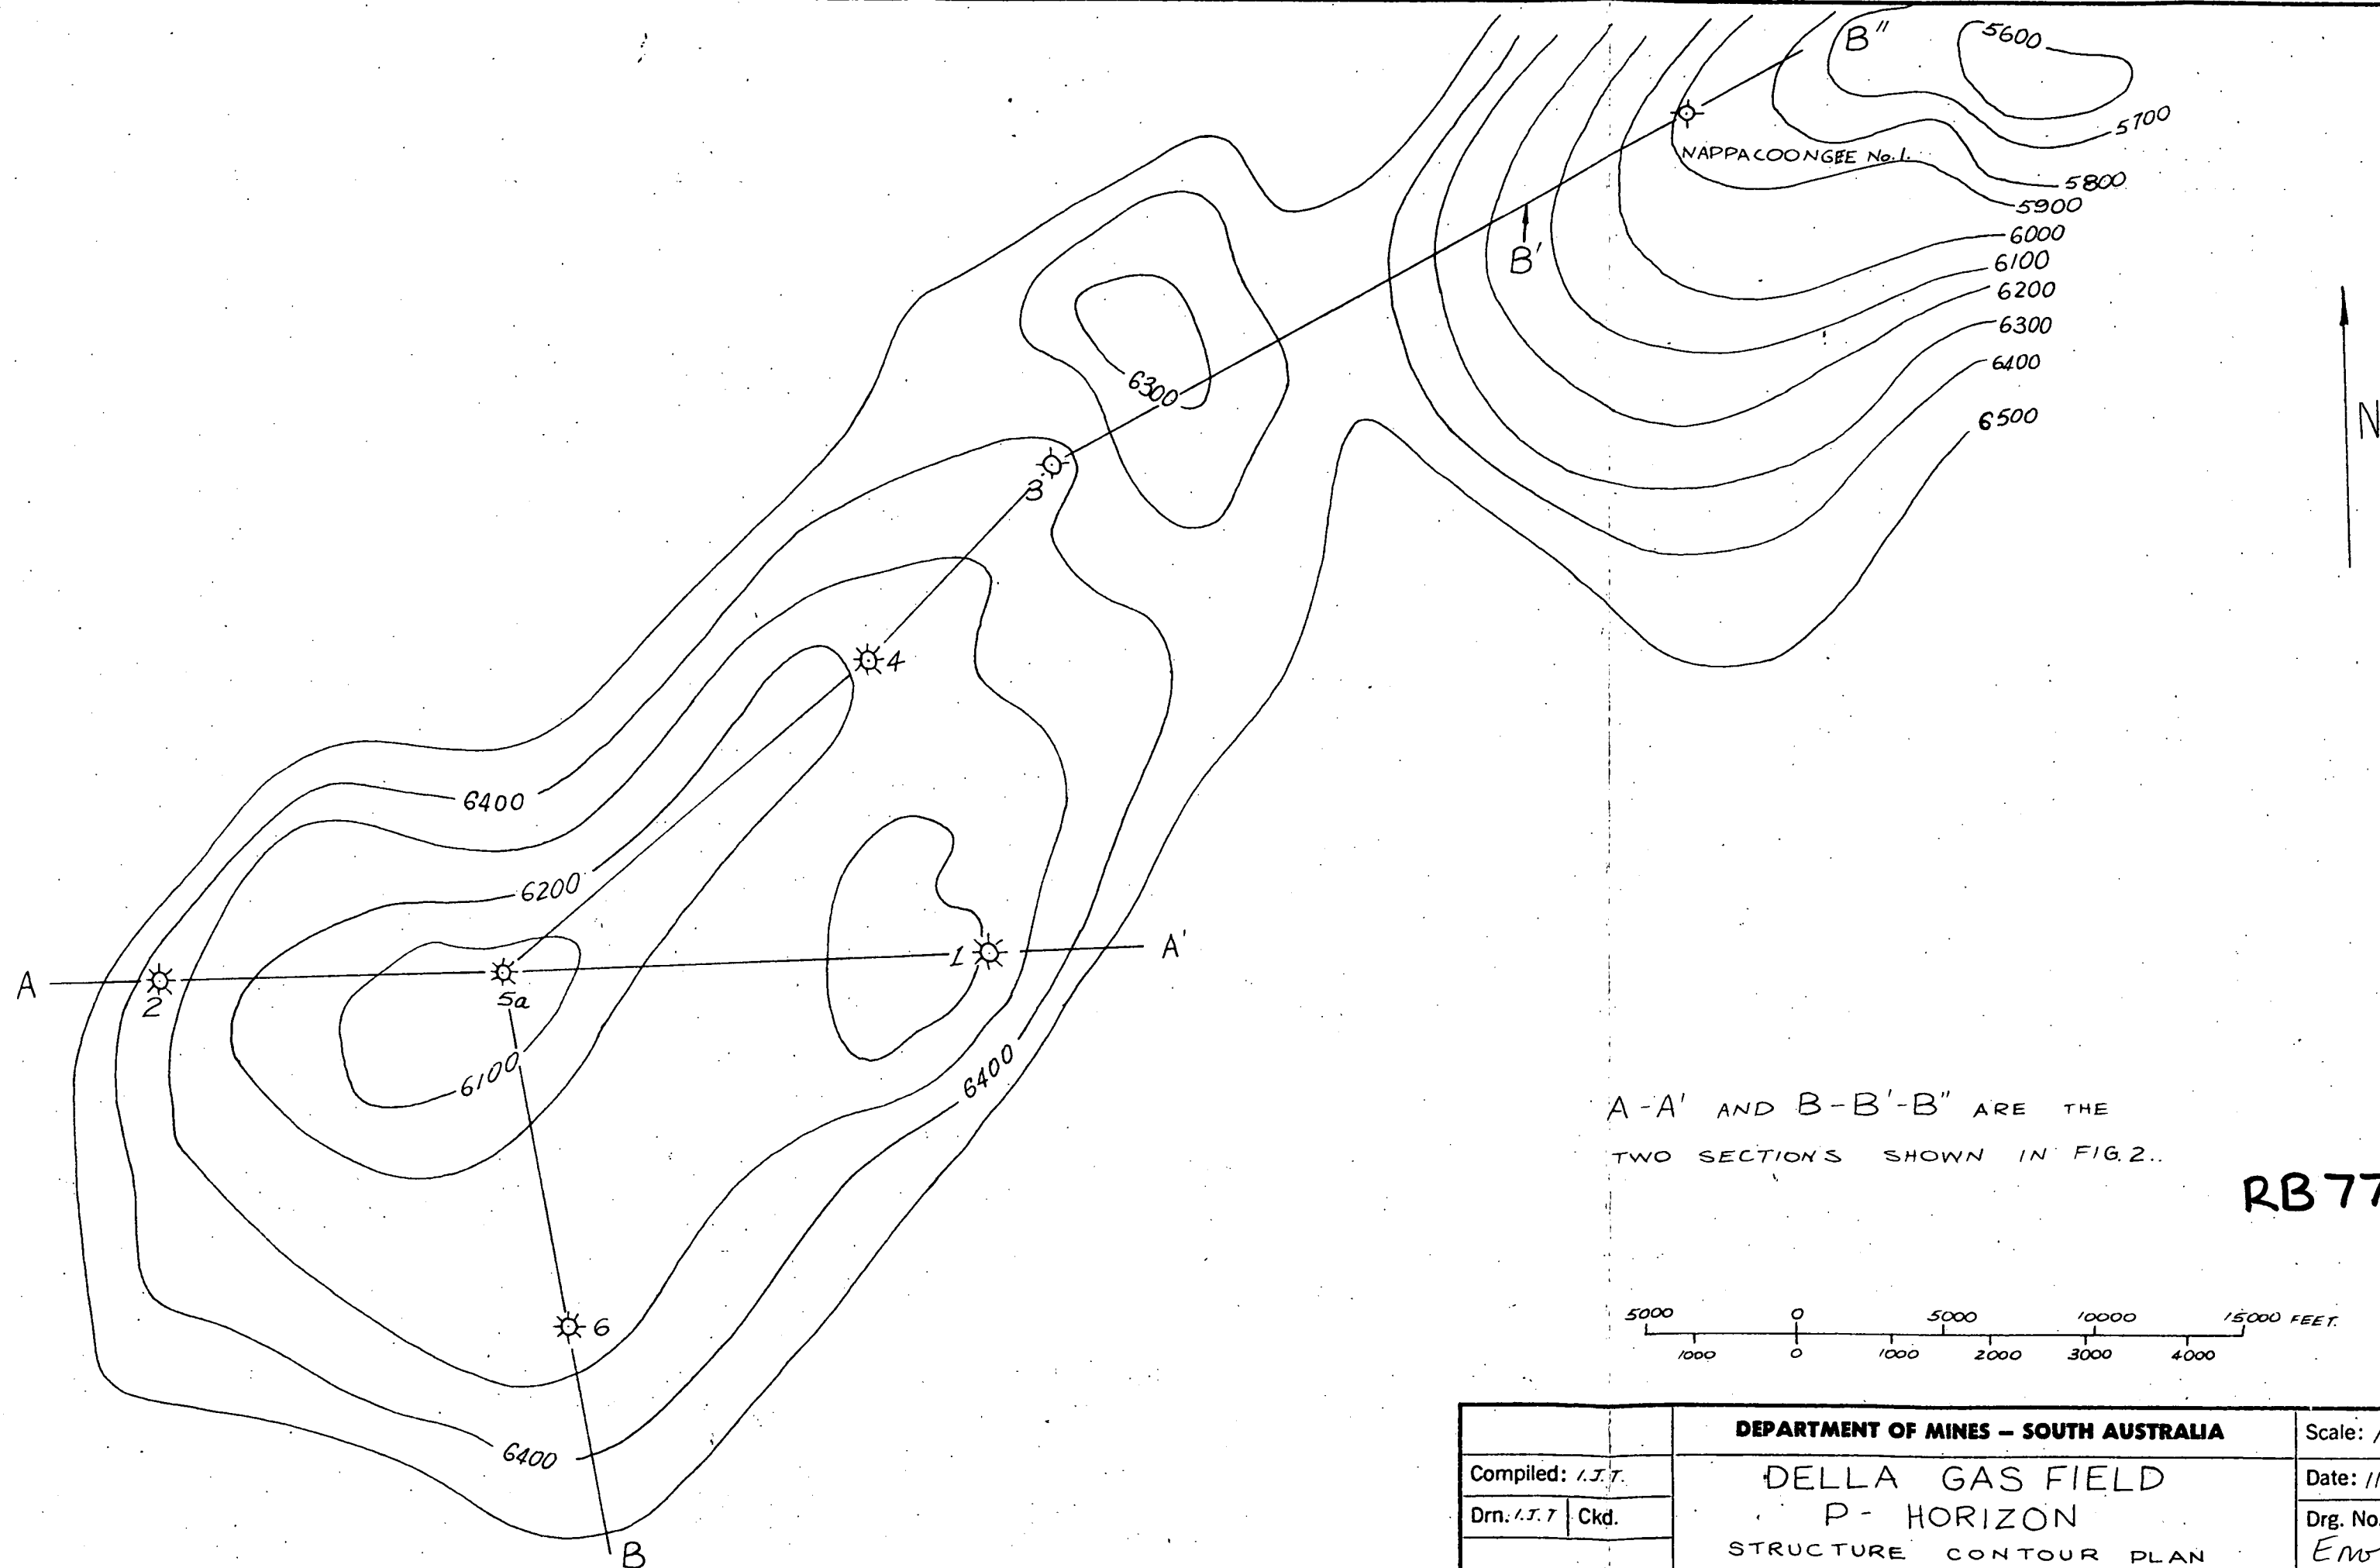 B"
5600
5700
NAPPACOONGEE No.1.
5800
5900
6000
B'
6100
6200
6300
6400
6500
N
6300
3
4
6400
6200
A
2
5a
1
A'
6100
6400
A-A' AND B-B'-B" ARE THE
TWO SECTIONS SHOWN IN FIG.2..
RB 77
6
5000 0 5000 10000 15000 FEET.
1000 0 1000 2000 3000 4000
6400
B
DEPARTMENT OF MINES – SOUTH AUSTRALIA
Scale:
Compiled: I.J.T.
DELLA GAS FIELD
Date: 11
Drn. I.J.T Ckd.
P - HORIZON
Drg. No.
STRUCTURE CONTOUR PLAN